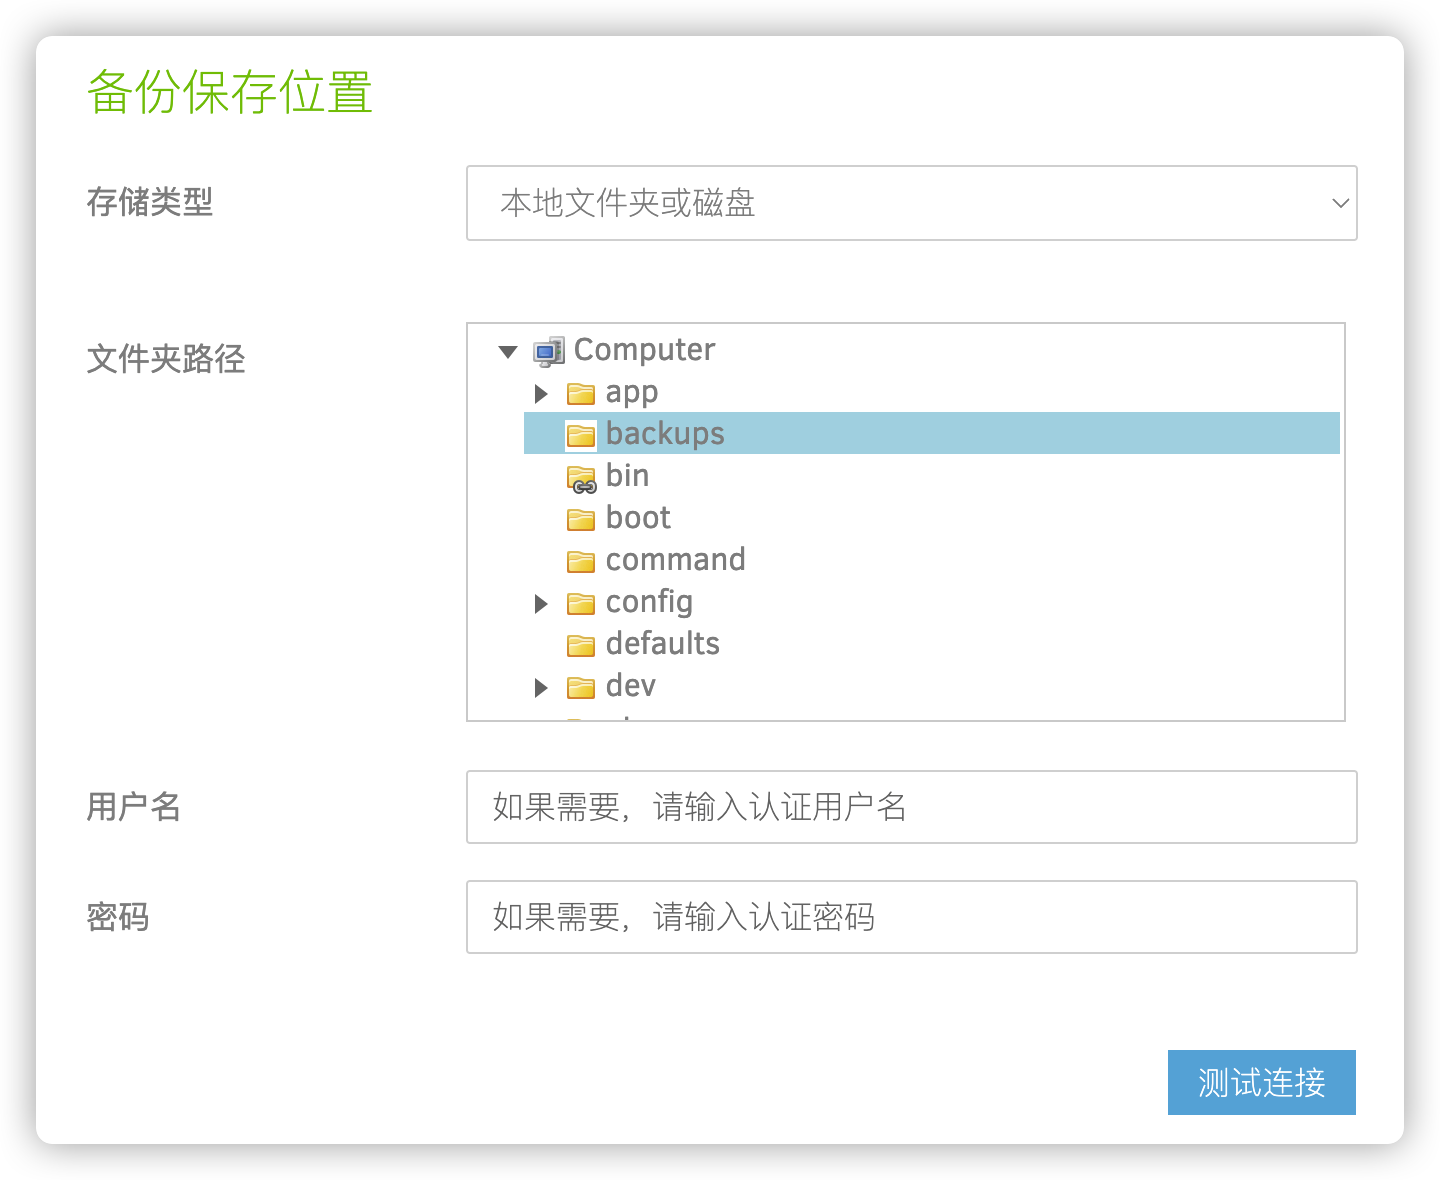 备份保存位置
存储类型
本地文件夹或磁盘
文件夹路径
Computer
app
backups
bin
boot
command
config
defaults
dev
用户名
如果需要，请输入认证用户名
密码
如果需要，请输入认证密码
测试连接